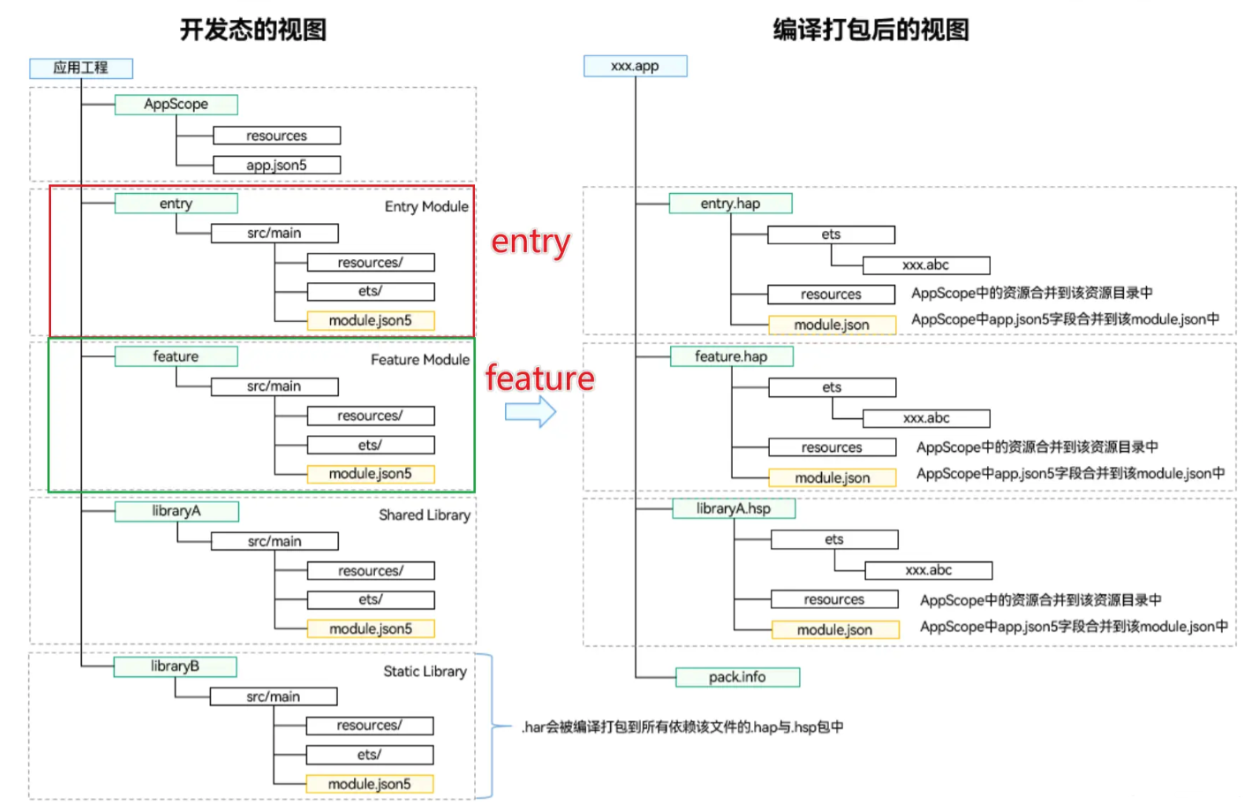 开发态的视图
应用工程
AppScope
resources
app.json5
entry
Entry Module
src/main
resources/
ets/
module.json5
entry
feature
Feature Module
src/main
resources/
ets/
module.json5
feature
libraryA
Shared Library
src/main
resources/
ets/
module.json5
libraryB
Static Library
src/main
resources/
ets/
module.json5
.har会被编译打包到所有依赖该文件的.hap与.hsp包中
编译打包后的视图
xxx.app
entry.hap
ets
xxx.abc
resources
AppScope中的资源合并到该资源目录中
module.json
AppScope中app.json5字段合并到该module.json中
feature.hap
ets
xxx.abc
resources
AppScope中的资源合并到该资源目录中
module.json
AppScope中app.json5字段合并到该module.json中
libraryA.hsp
ets
xxx.abc
resources
AppScope中的资源合并到该资源目录中
module.json
AppScope中app.json5字段合并到该module.json中
pack.info